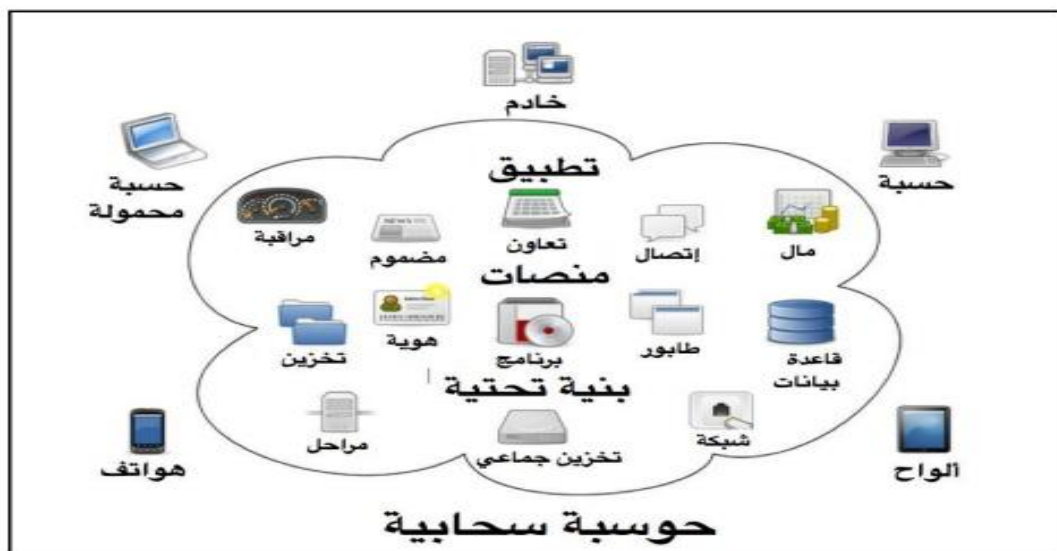 خادم
حسبة
حسبة
محمولة
تطبيق
مال
إتصال
تعاون
NEWS
مضموم
مراقبة
منصات
قاعدة
بيانات
طابور
برنامج
هوية
تخزين
بنية تحتية
شبكة
تخزين جماعي
مراحل
ألواح
هواتف
حوسبة سحابية